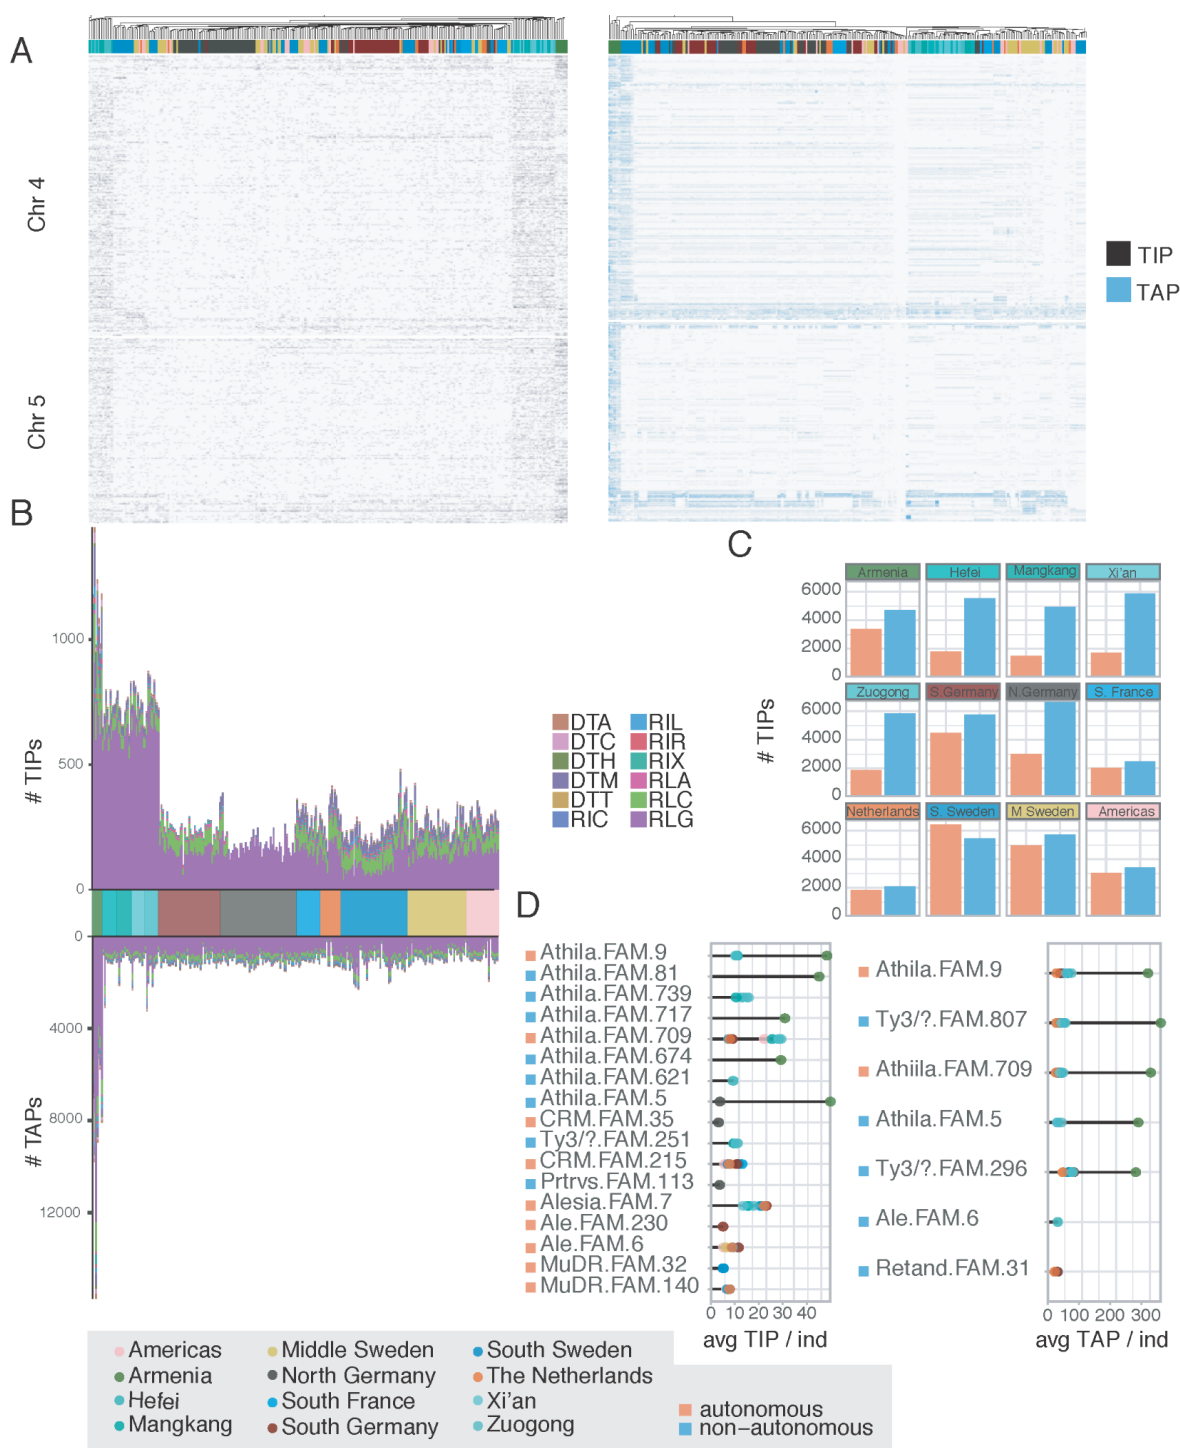 A
Chr 4
Chr 5
TIP
TAP
B
# TIPs
1000
500
0
0
4000
8000
12000
# TAPs
DTA
DTC
DTH
DTM
DTT
RIC
RIL
RIR
RIX
RLA
RLC
RLG
C
# TIPs
Armenia
Hefei
Mangkang
Xi'an
6000
4000
2000
0
Zuogong
S.Germany
N.Germany
S. France
6000
4000
2000
0
Netherlands
S. Sweden
M Sweden
Americas
6000
4000
2000
0
D
Athila.FAM.9
Athila.FAM.81
Athila.FAM.739
Athila.FAM.717
Athila.FAM.709
Athila.FAM.674
Athila.FAM.621
Athila.FAM.5
CRM.FAM.35
Ty3/?.FAM.251
CRM.FAM.215
Prtrvs.FAM.113
Alesia.FAM.7
Ale.FAM.230
Ale.FAM.6
MuDR.FAM.32
MuDR.FAM.140
0 10 20 30 40
avg TIP / ind
Athila.FAM.9
Ty3/?.FAM.807
Athiila.FAM.709
Athila.FAM.5
Ty3/?.FAM.296
Ale.FAM.6
Retand.FAM.31
0 100 200 300
avg TAP / ind
Americas
Armenia
Hefei
Mangkang
Middle Sweden
North Germany
South France
South Germany
South Sweden
The Netherlands
Xi'an
Zuogong
autonomous
non−autonomous